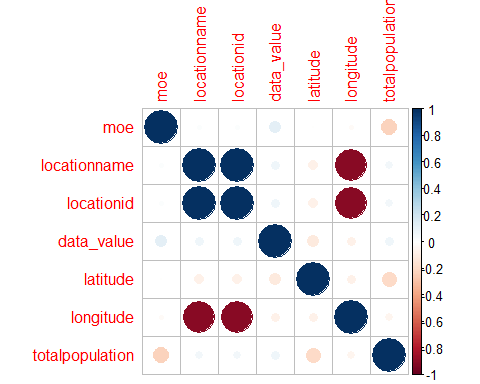 moe
locationname
locationid
data_value
latitude
longitude
totalpopulation
moe
locationname
locationid
data_value
latitude
longitude
totalpopulation
1
0.8
0.6
0.4
0.2
0
-0.2
-0.4
-0.6
-0.8
-1